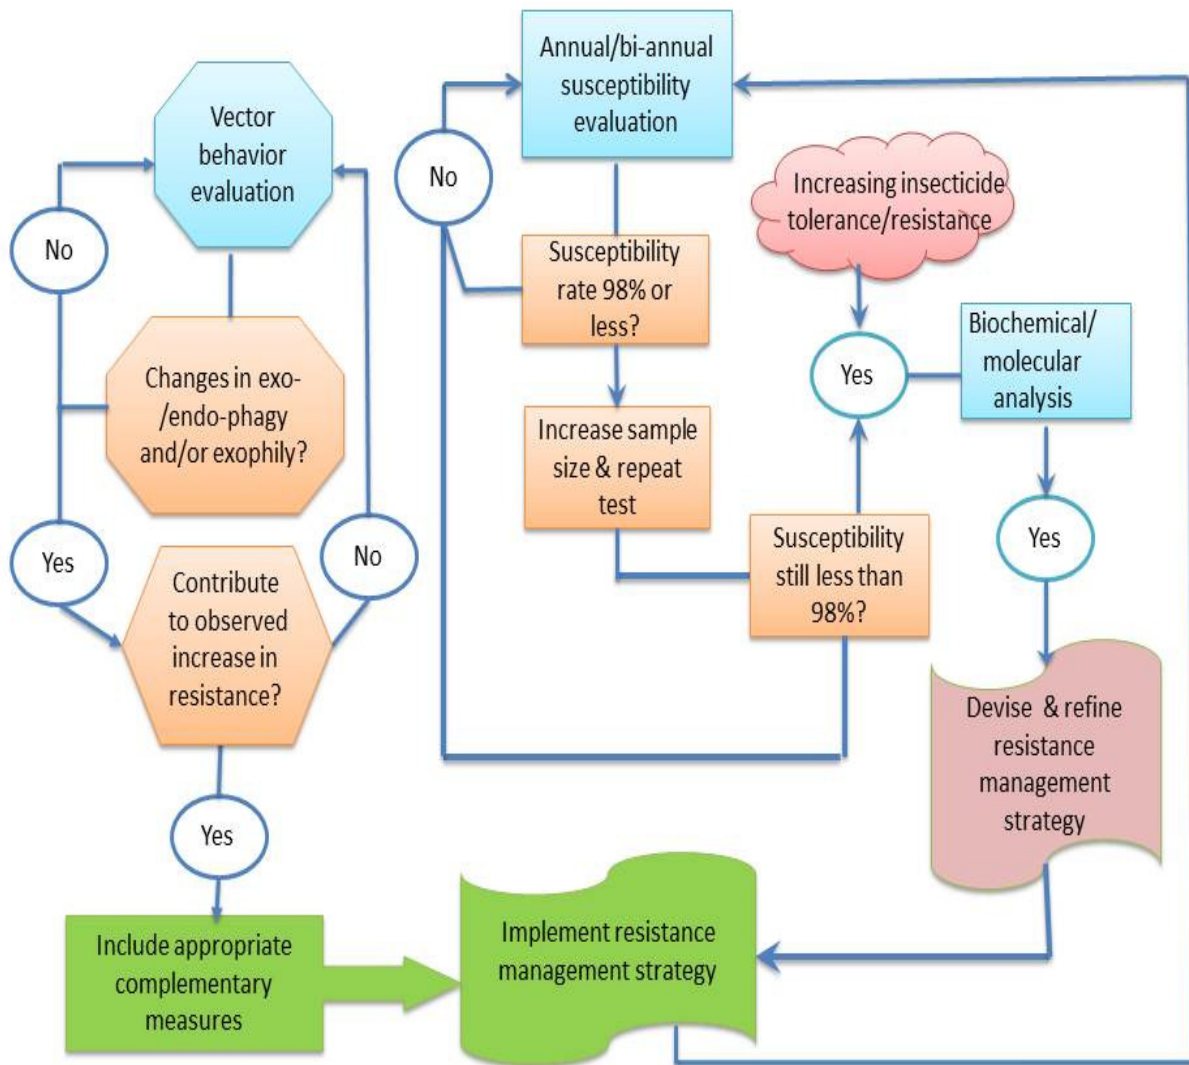 Vector
behavior
evaluation
No
Changes in exo-
/endo-phagy
and/or exophily?
Yes
No
Contribute
to observed
increase in
resistance?
Yes
Include appropriate
complementary
measures
Annual/bi-annual
susceptibility
evaluation
No
Susceptibility
rate 98% or
less?
Increase sample
size & repeat
test
Susceptibility
still less than
98%?
Increasing insecticide
tolerance/resistance
Yes
Biochemical/
molecular
analysis
Yes
Devise & refine
resistance
management
strategy
Implement resistance
management strategy